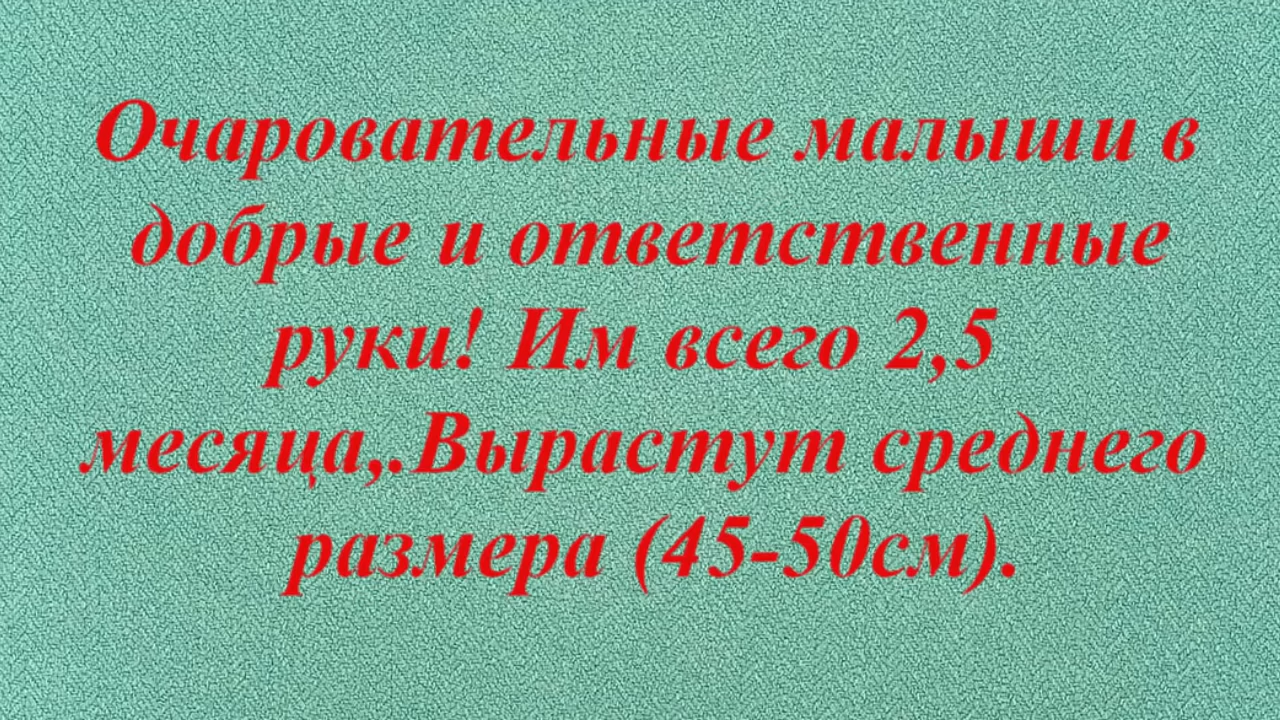 Очаровательные малыши в
добрые и ответственные
руки! Им всего 2,5
месяца,.Вырастут среднего
размера (45-50см).